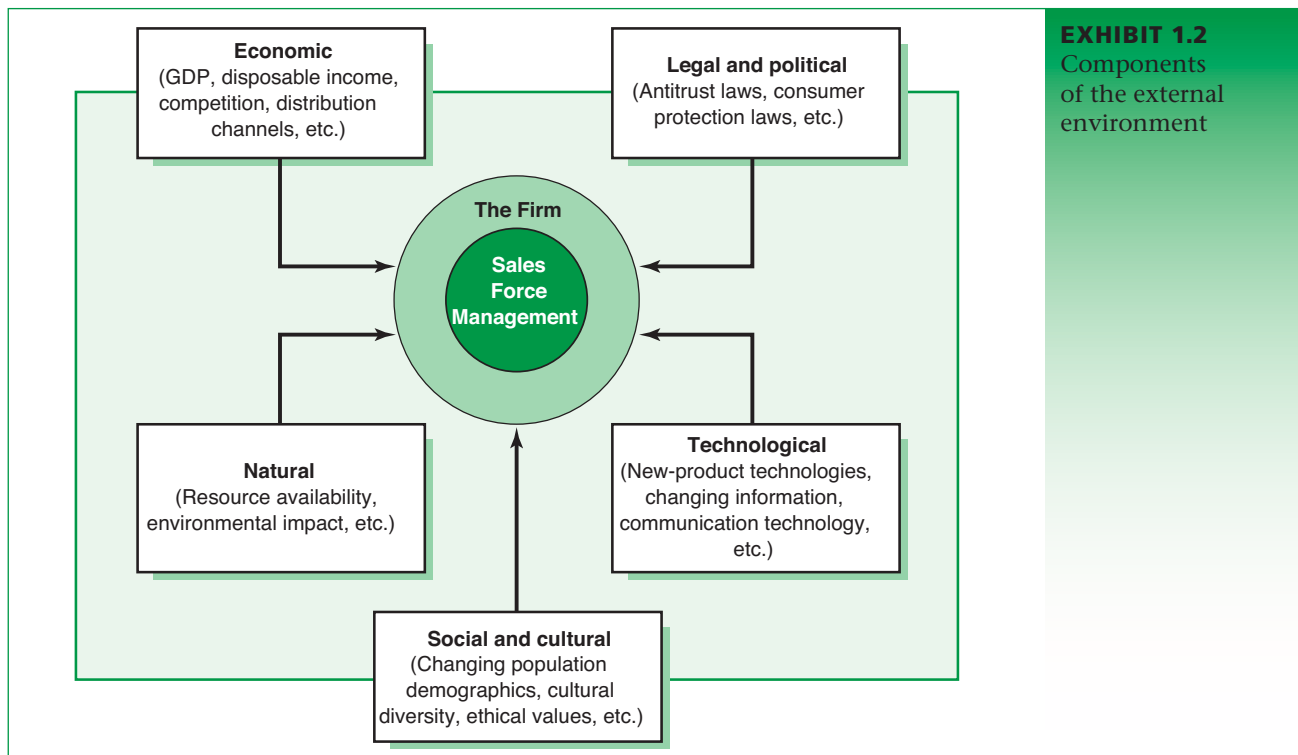 Economic
(GDP, disposable income,
competition, distribution
channels, etc.)
Legal and political
(Antitrust laws, consumer
protection laws, etc.)
EXHIBIT 1.2
Components
of the external
environment
The Firm
Sales
Force
Management
Natural
(Resource availability,
environmental impact, etc.)
Technological
(New-product technologies,
changing information,
communication technology,
etc.)
Social and cultural
(Changing population
demographics, cultural
diversity, ethical values, etc.)